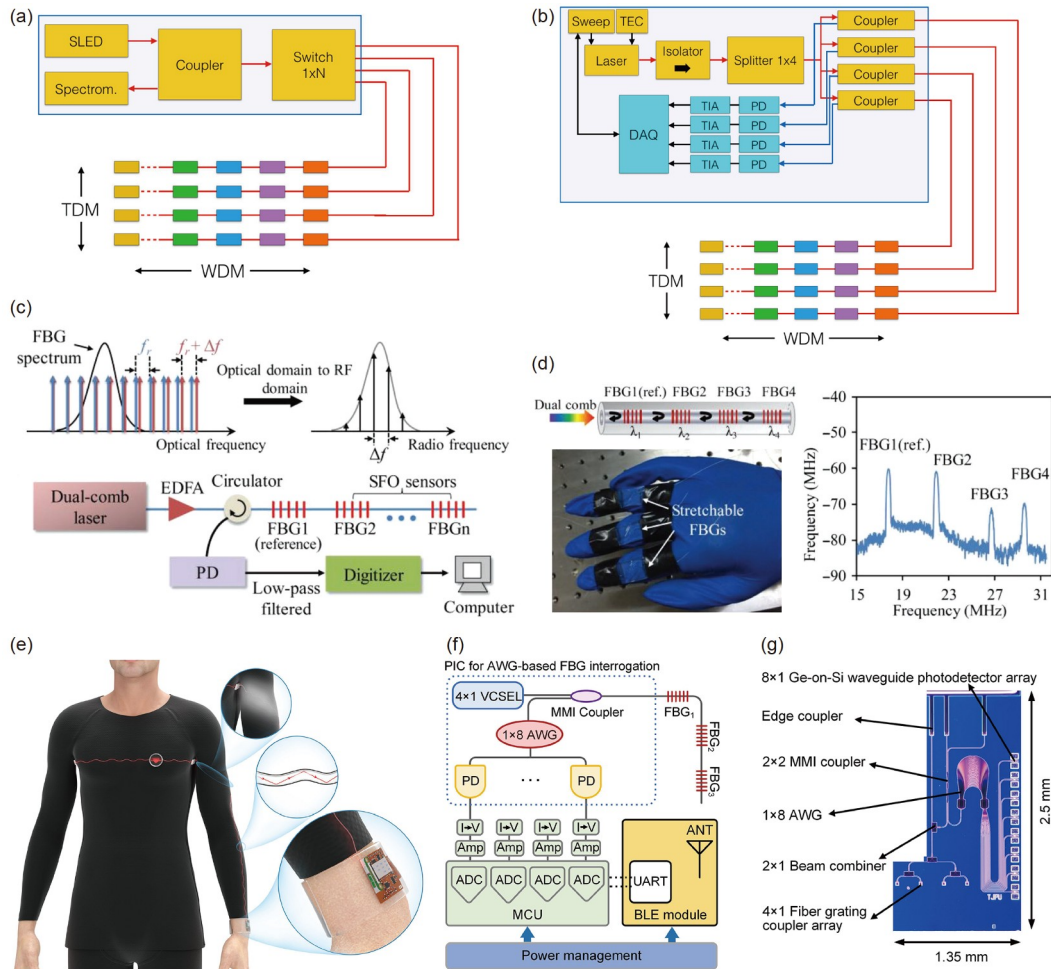 (a)
SLED
Spectrom.
Coupler
Switch
1xN
TDM
WDM
(b)
Sweep
TEC
Laser
Isolator
Splitter 1x4
Coupler
Coupler
Coupler
Coupler
DAQ
TIA
PD
TIA
PD
TIA
PD
TIA
PD
TDM
WDM
(c)
FBG
spectrum
fr
fr + Δf
Optical domain to RF
domain
Optical frequency
Radio frequency
Δf
Dual-comb
laser
EDFA
Circulator
SFO sensors
FBG1
(reference)
FBG2
FBGn
PD
Low-pass
filtered
Digitizer
Computer
(d)
FBG1(ref.) FBG2 FBG3 FBG4
Dual comb
λ1
λ2
λ3
λ4
Stretchable
FBGs
Frequency (MHz)
−40
−50
−60
−70
−80
−90
FBG1(ref.)
FBG2
FBG3
FBG4
15 19 23 27 31
Frequency (MHz)
(e)
(f)
PIC for AWG-based FBG interrogation
4×1 VCSEL
MMI Coupler
1×8 AWG
FBG1
FBG2
FBG3
PD
PD
I→V
I→V
I→V
I→V
Amp
Amp
Amp
Amp
ADC
ADC
ADC
ADC
MCU
ANT
UART
BLE module
Power management
(g)
8×1 Ge-on-Si waveguide photodetector array
Edge coupler
2×2 MMI coupler
1×8 AWG
2×1 Beam combiner
4×1 Fiber grating
coupler array
TJPU
2.5 mm
1.35 mm